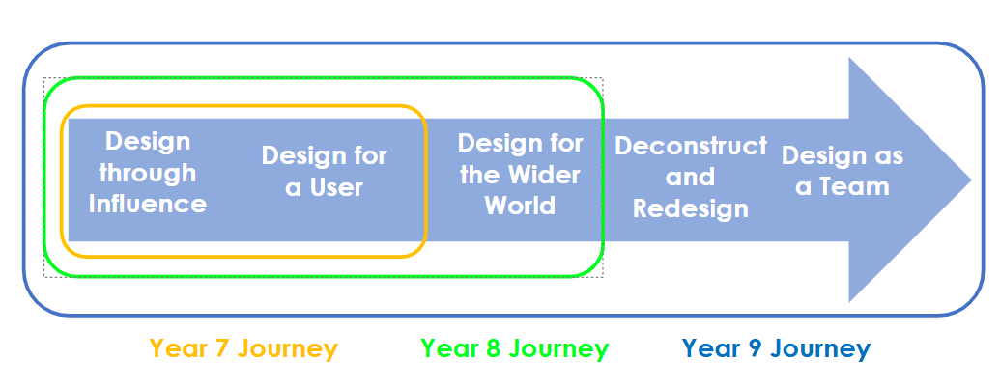 Design
through
Influence
Design for
a User
Design for
the Wider
World
Deconstruct
and
Redesign
Design as
a Team
Year 7 Journey
Year 8 Journey
Year 9 Journey